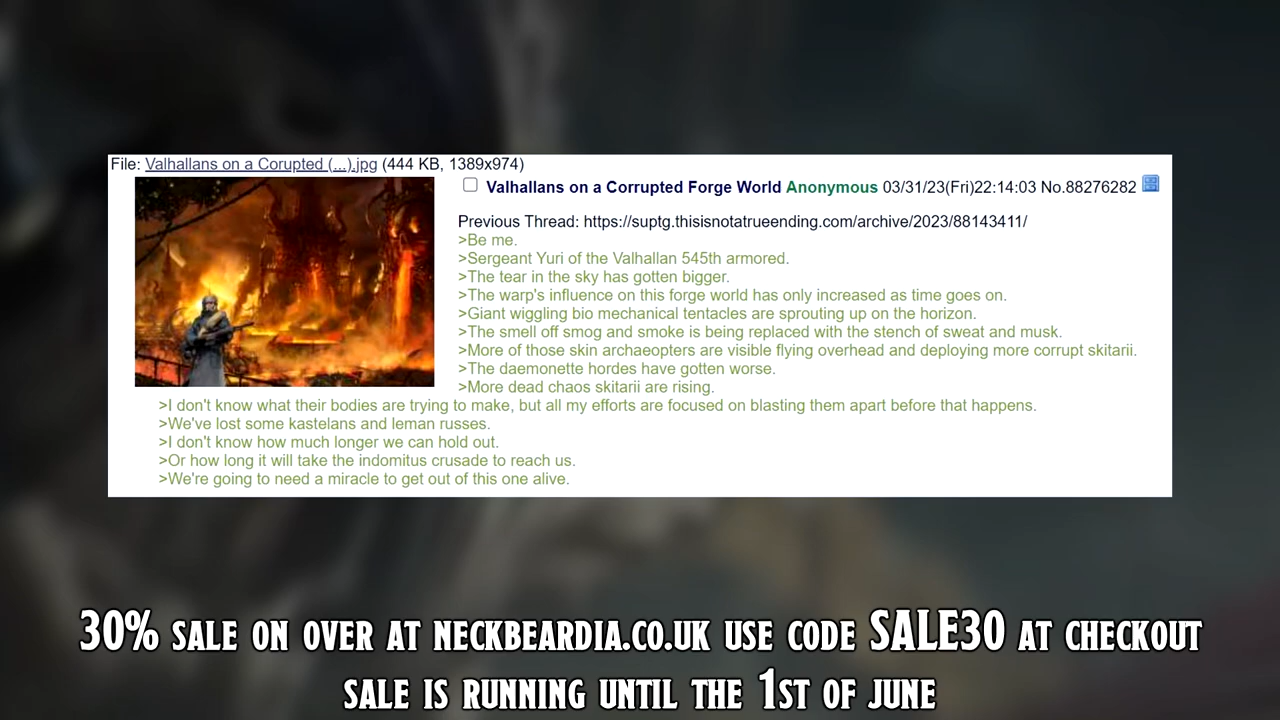 File: Valhallans on a Corupted (...).jpg (444 KB, 1389x974)
Valhallans on a Corrupted Forge World Anonymous 03/31/23(Fri)22:14:03 No.88276282
Previous Thread: https://suptg.thisisnotatrueending.com/archive/2023/88143411/
>Be me.
>Sergeant Yuri of the Valhallan 545th armored.
>The tear in the sky has gotten bigger.
>The warp's influence on this forge world has only increased as time goes on.
>Giant wiggling bio mechanical tentacles are sprouting up on the horizon.
>The smell off smog and smoke is being replaced with the stench of sweat and musk.
>More of those skin archaeopters are visible flying overhead and deploying more corrupt skitarii.
>The daemonette hordes have gotten worse.
>More dead chaos skitarii are rising.
>I don't know what their bodies are trying to make, but all my efforts are focused on blasting them apart before that happens.
>We've lost some kastelans and leman russes.
>I don't know how much longer we can hold out.
>Or how long it will take the indomitus crusade to reach us.
>We're going to need a miracle to get out of this one alive.
30% SALE ON OVER AT NECKBEARDIA.CO.UK USE CODE SALE30 AT CHECKOUT
SALE IS RUNNING UNTIL THE 1ST OF JUNE